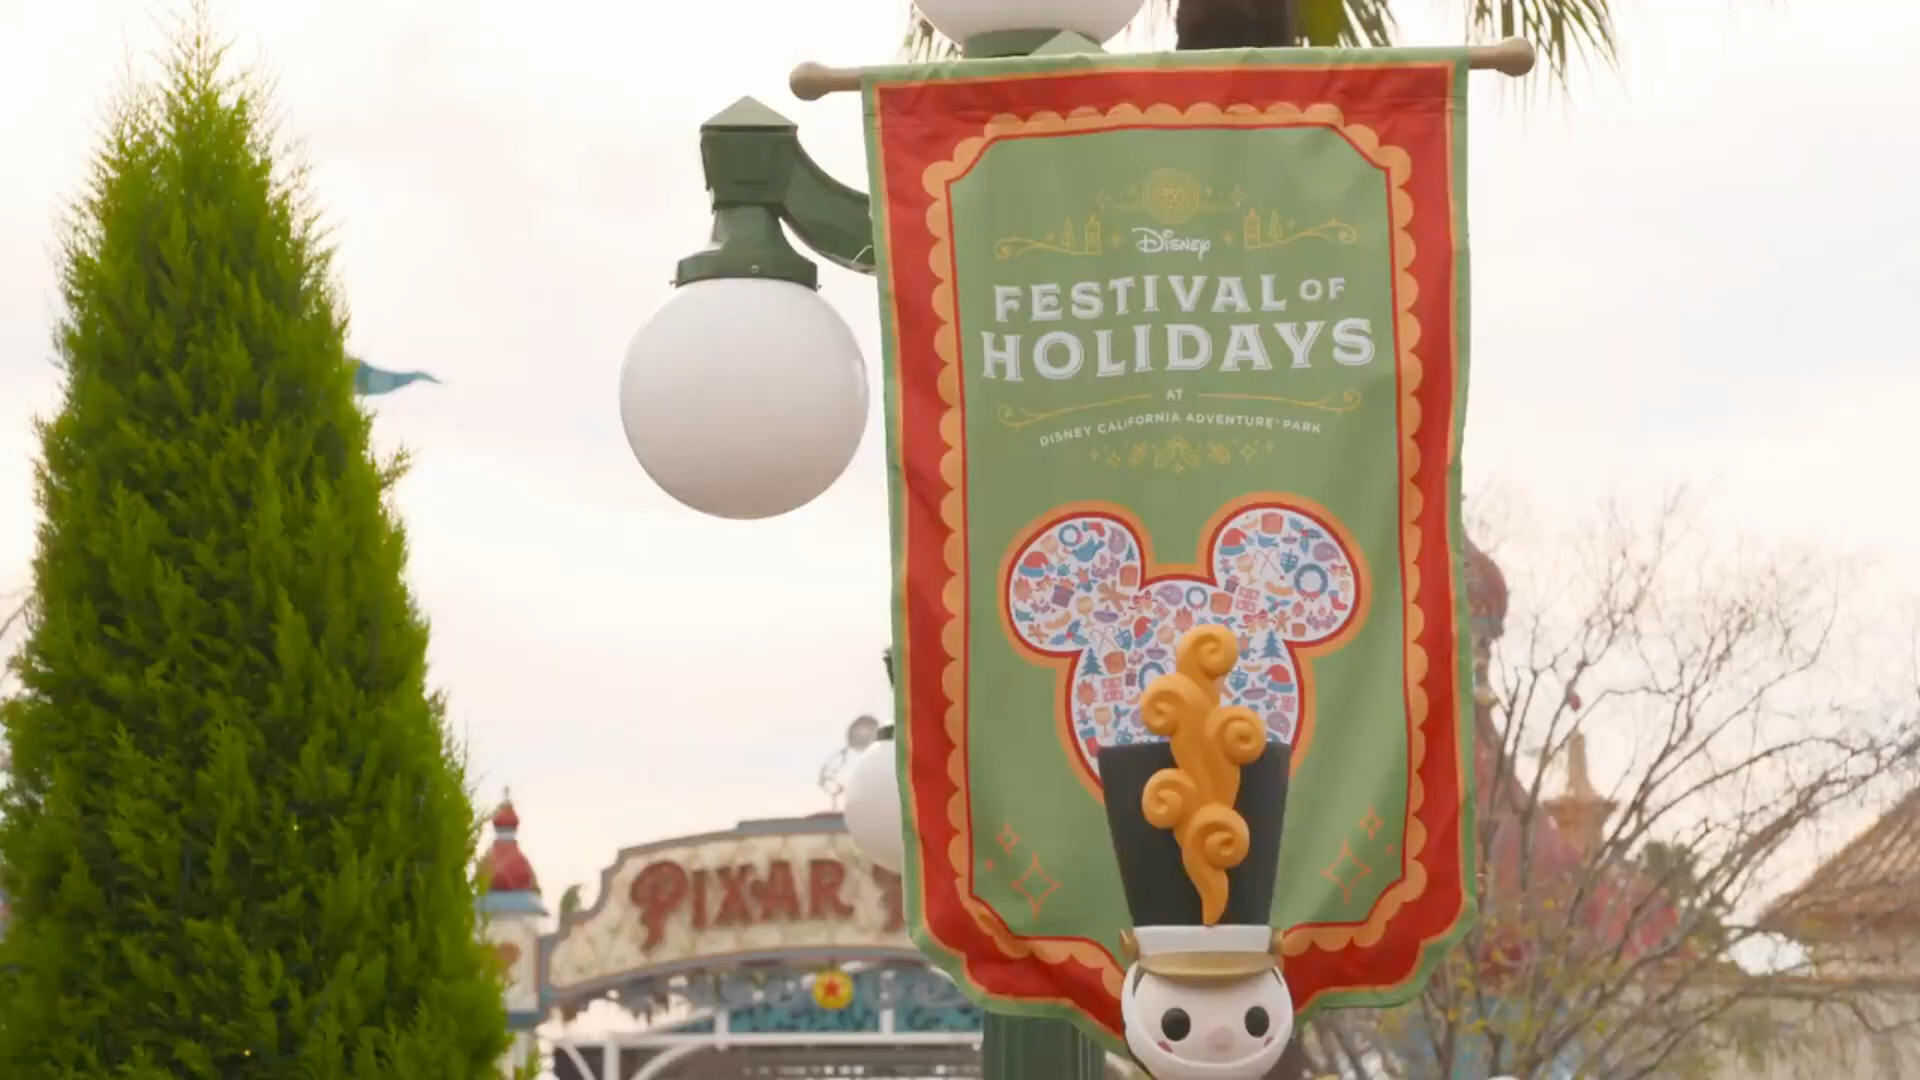 Disney
FESTIVAL OF
HOLIDAYS
AT
DISNEY CALIFORNIA ADVENTURE PARK
PIXAR